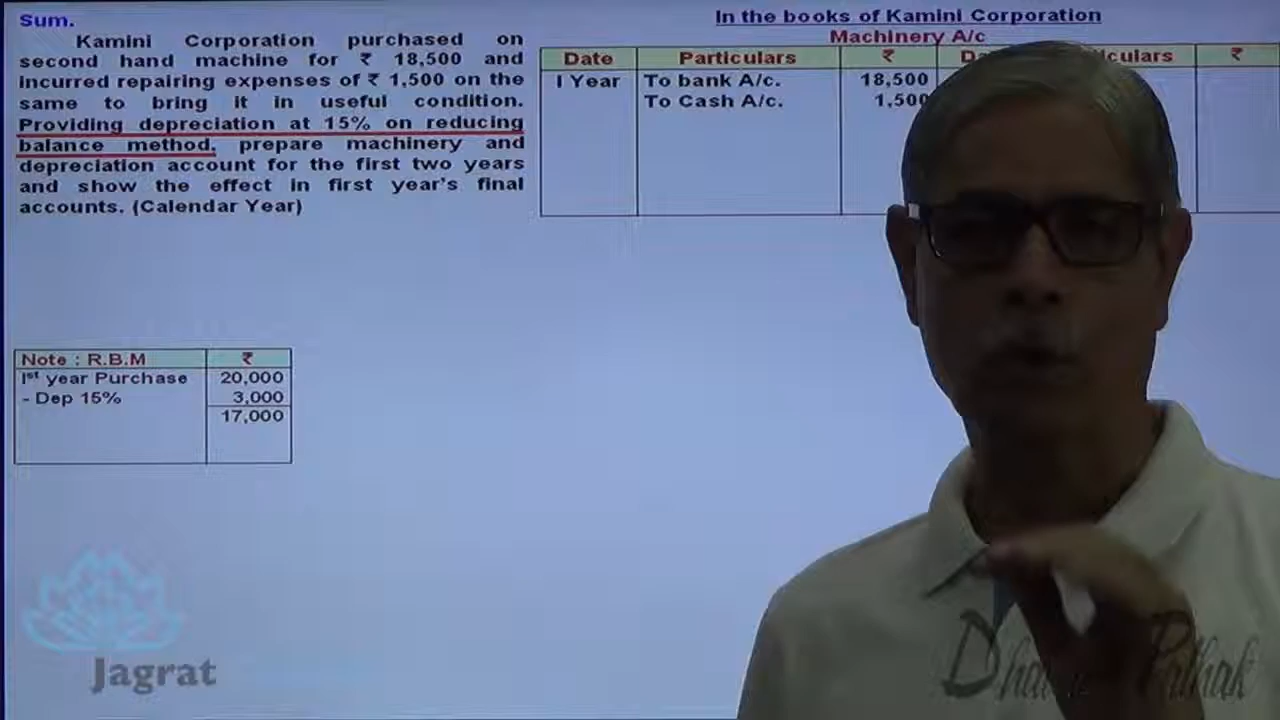 Sum.
Kamini Corporation purchased on
second hand machine for ₹ 18,500 and
incurred repairing expenses of ₹ 1,500 on the
same to bring it in useful condition.
Providing depreciation at 15% on reducing
balance method, prepare machinery and
depreciation account for the first two years
and show the effect in first year's final
accounts. (Calendar Year)
In the books of Kamini Corporation
Machinery A/c
Date Particulars ₹ Da culars ₹
I Year To bank A/c. 18,500
To Cash A/c. 1,500
Note : R.B.M ₹
Ist year Purchase 20,000
- Dep 15% 3,000
17,000
Jagrat